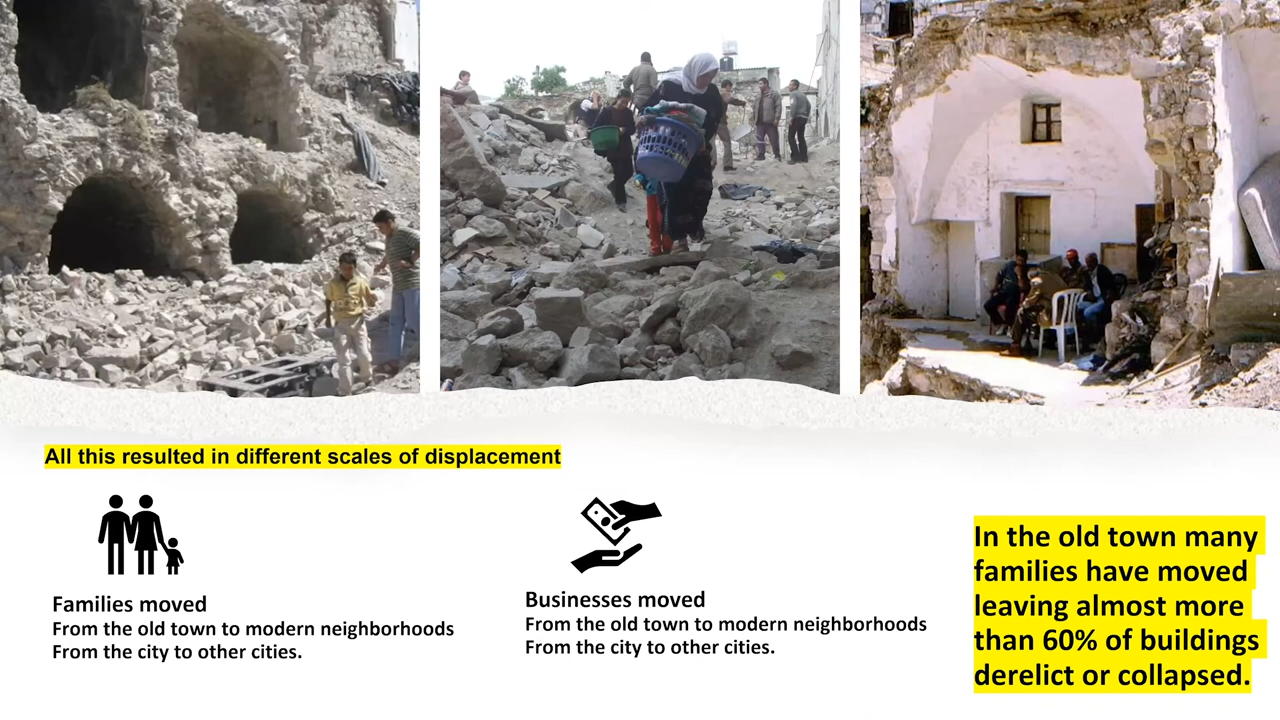 All this resulted in different scales of displacement
Families moved
From the old town to modern neighborhoods
From the city to other cities.
Businesses moved
From the old town to modern neighborhoods
From the city to other cities.
In the old town many
families have moved
leaving almost more
than 60% of buildings
derelict or collapsed.